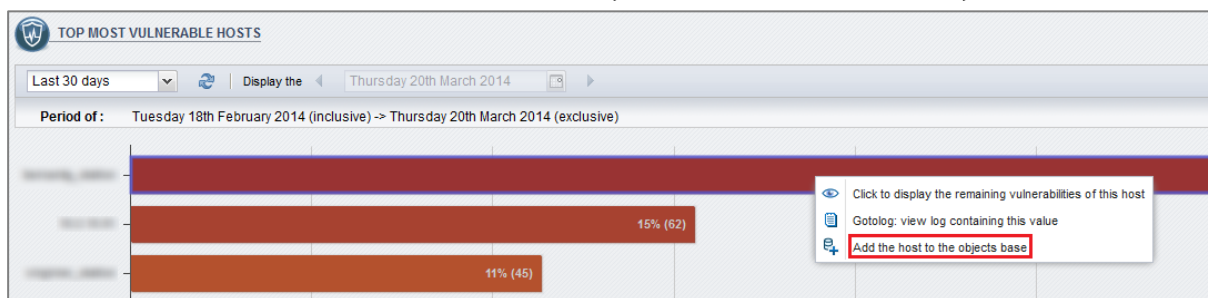 TOP MOST VULNERABLE HOSTS
Last 30 days Display the Thursday 20th March 2014
Period of : Tuesday 18th February 2014 (inclusive) -> Thursday 20th March 2014 (exclusive)
Click to display the remaining vulnerabilities of this host
15% (62)
Gotolog: view log containing this value
Add the host to the objects base
11% (45)